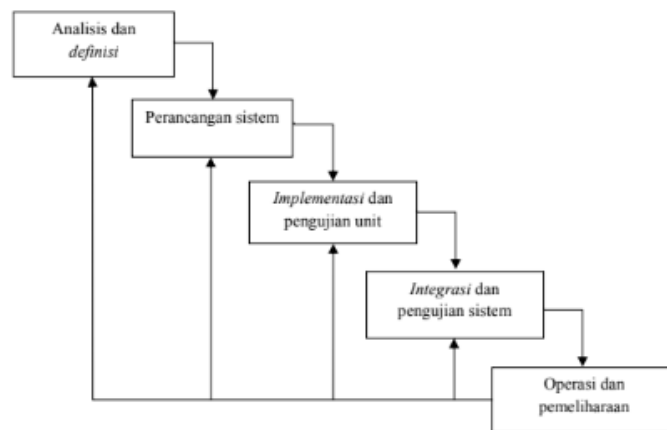 Analisis dan
definisi
Perancangan sistem
Implementasi dan
pengujian unit
Integrasi dan
pengujian sistem
Operasi dan
pemeliharaan